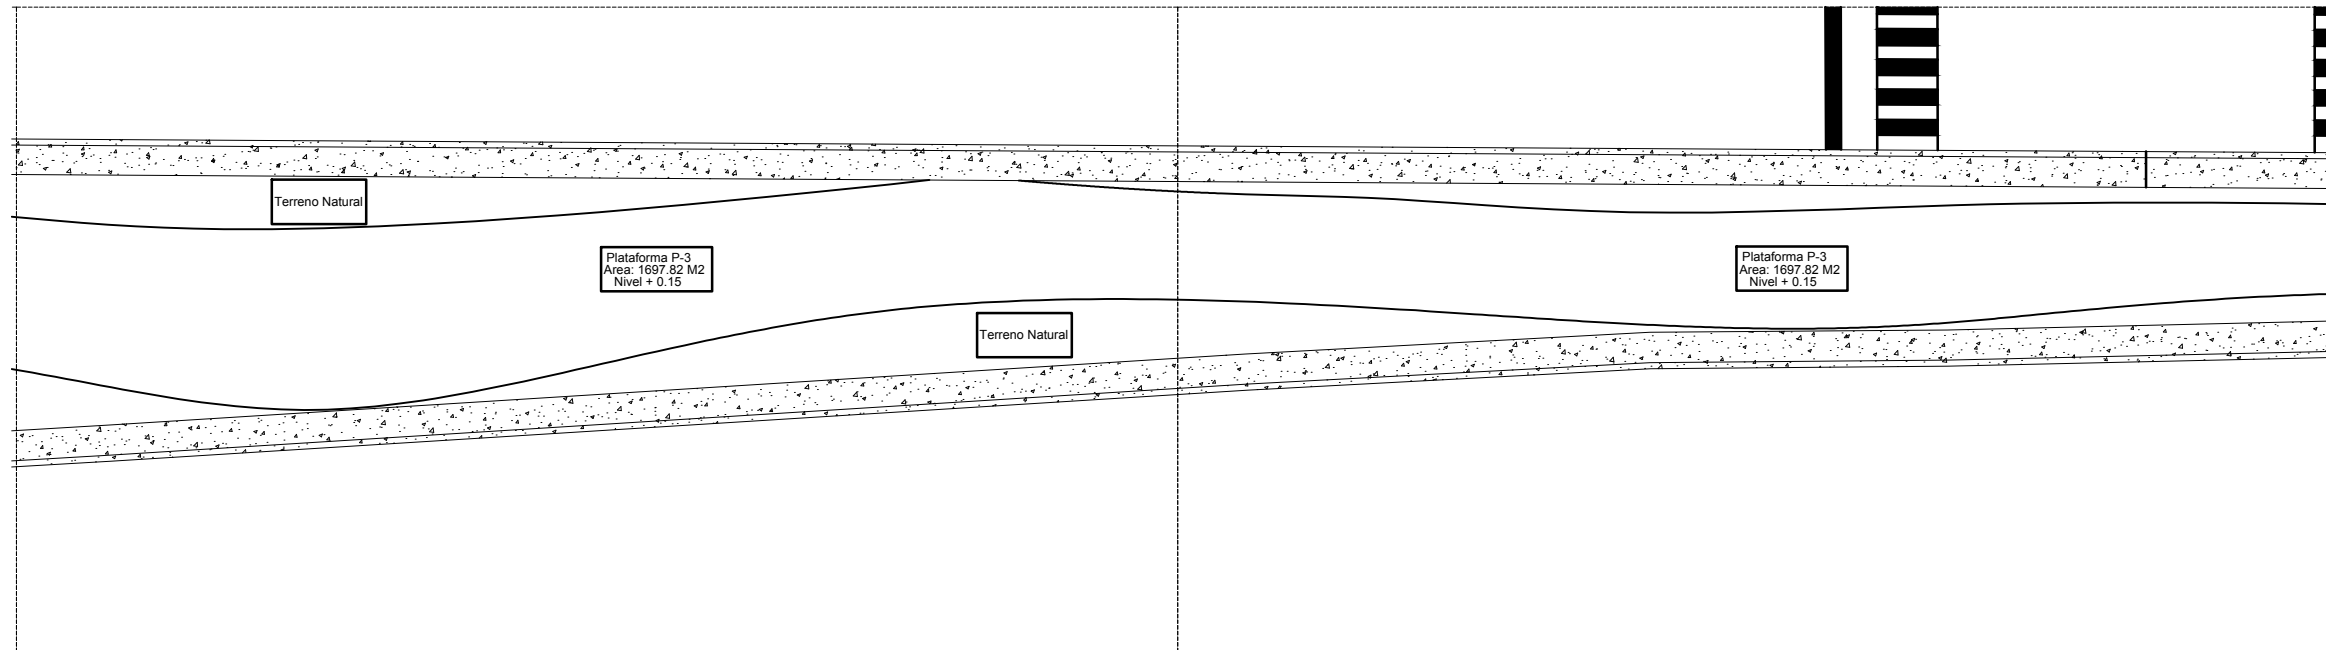 Terreno Natural
Plataforma P-3
Area: 1697.82 M2
Nivel + 0.15
Terreno Natural
Plataforma P-3
Area: 1697.82 M2
Nivel + 0.15